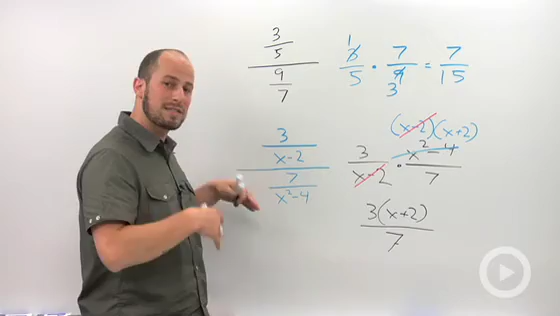 3/5 / 9/7
3/5 · 7/9 = 7/15
1
3
3/(x-2) / 7/(x²-4)
(x-2)(x+2)
3/(x-2) · x²-4/7
3(x+2)/7